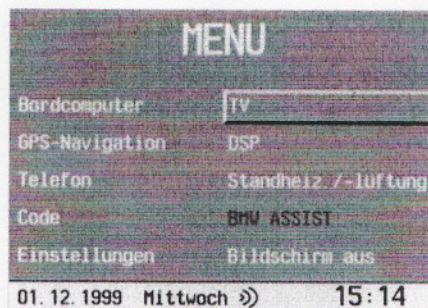 MENU
Bordcomputer TV
GPS-Navigation DSP
Telefon Standheiz./-lüftung
Code BMW ASSIST
Einstellungen Bildschirm aus
01.12.1999 Mittwoch 15:14